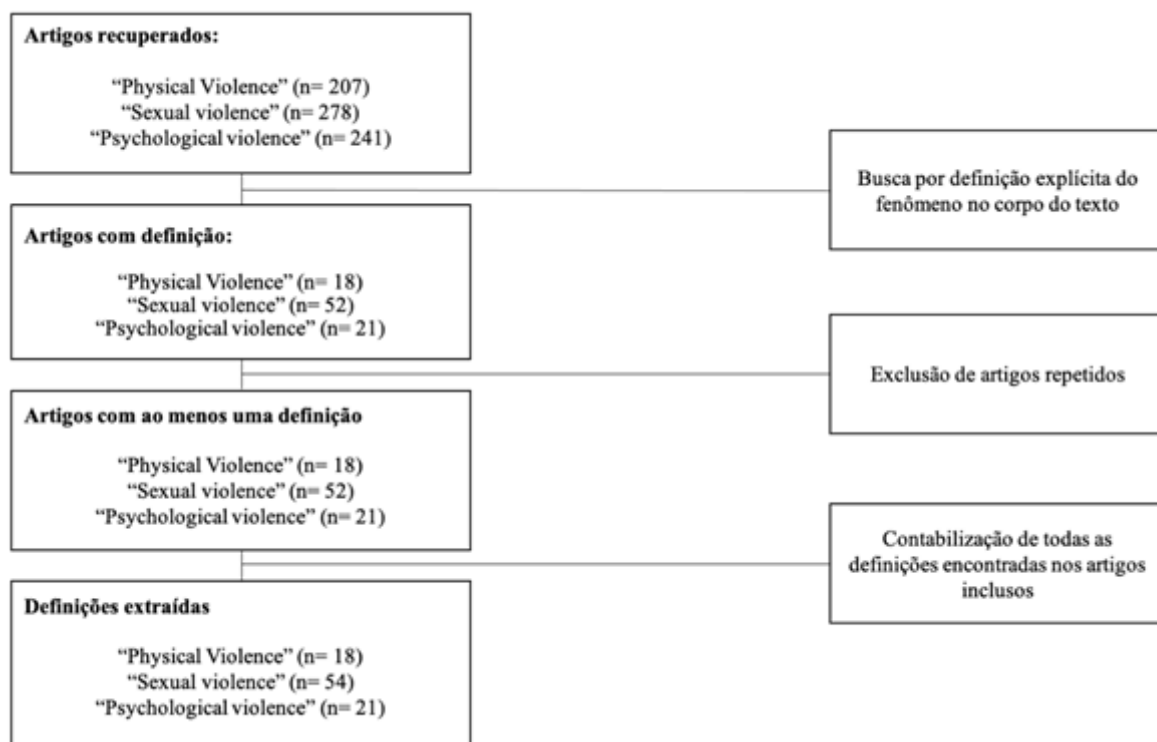 Artigos recuperados:
“Physical Violence” (n= 207)
“Sexual violence” (n= 278)
“Psychological violence” (n= 241)
Busca por definição explícita do
fenômeno no corpo do texto
Artigos com definição:
“Physical Violence” (n= 18)
“Sexual violence” (n= 52)
“Psychological violence” (n= 21)
Exclusão de artigos repetidos
Artigos com ao menos uma definição
“Physical Violence” (n= 18)
“Sexual violence” (n= 52)
“Psychological violence” (n= 21)
Contabilização de todas as
definições encontradas nos artigos
inclusos
Definições extraídas
“Physical Violence” (n= 18)
“Sexual violence” (n= 54)
“Psychological violence” (n= 21)